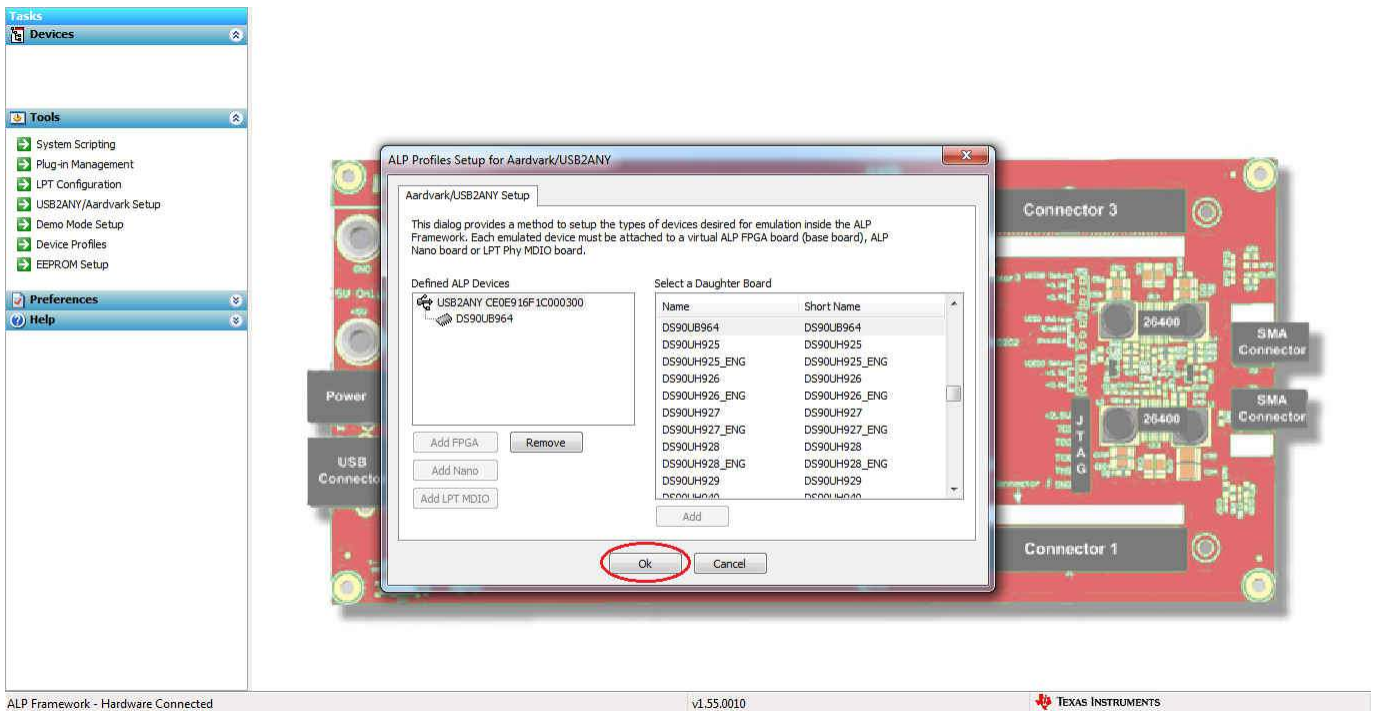 Tasks
Devices
Tools
System Scripting
Plug-in Management
LPT Configuration
USB2ANY/Aardvark Setup
Demo Mode Setup
Device Profiles
EEPROM Setup
Preferences
Help
ALP Profiles Setup for Aardvark/USB2ANY
Aardvark/USB2ANY Setup
This dialog provides a method to setup the types of devices desired for emulation inside the ALP
Framework. Each emulated device must be attached to a virtual ALP FPGA board (base board), ALP
Nano board or LPT Phy MDIO board.
Defined ALP Devices
USB2ANY CE0E916F1C000300
DS90UB964
Add FPGA
Remove
Add Nano
Add LPT MDIO
Select a Daughter Board
Name Short Name
DS90UB964 DS90UB964
DS90UH925 DS90UH925
DS90UH925_ENG DS90UH925_ENG
DS90UH926 DS90UH926
DS90UH926_ENG DS90UH926_ENG
DS90UH927 DS90UH927
DS90UH927_ENG DS90UH927_ENG
DS90UH928 DS90UH928
DS90UH928_ENG DS90UH928_ENG
DS90UH929 DS90UH929
DS90UH940 DS90UH940
Add
Ok
Cancel
Power
USB
Connecto
GND
Connector 3
26400
SMA
Connector
SMA
Connector
26400
JTAG
Connector 1
ALP Framework - Hardware Connected
v1.55.0010
TEXAS INSTRUMENTS